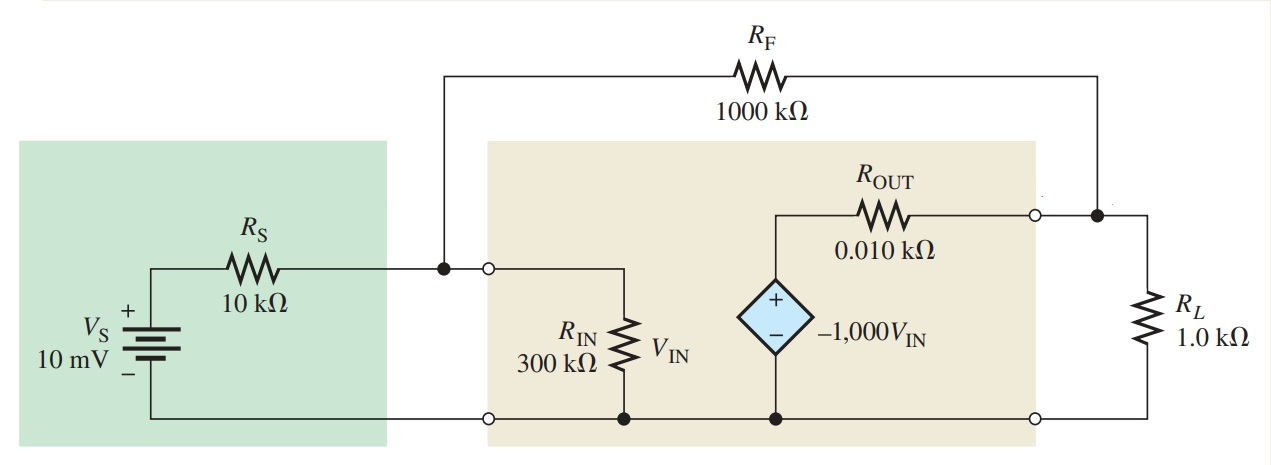 R_F
1000 kΩ
R_OUT
0.010 kΩ
R_S
10 kΩ
+
V_S
10 mV
–
R_IN
300 kΩ
V_IN
+
–
–1,000V_IN
R_L
1.0 kΩ